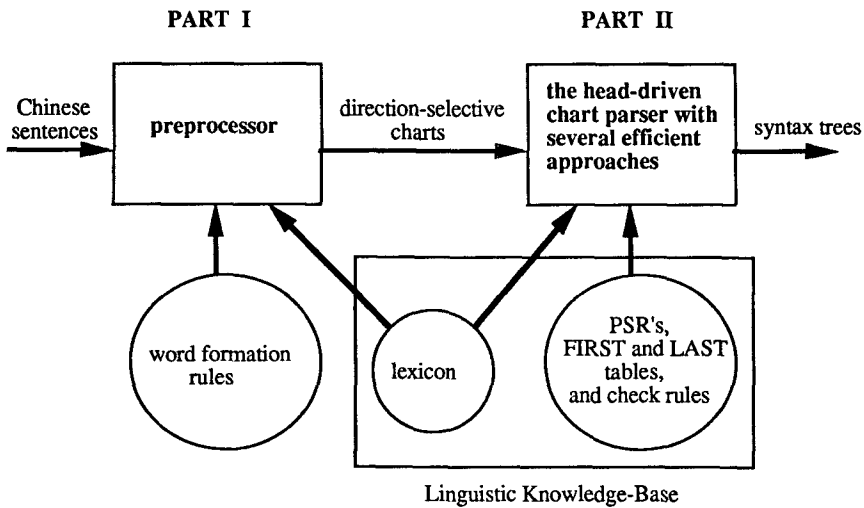 PART I
PART II
Chinese
sentences
preprocessor
direction-selective
charts
the head-driven
chart parser with
several efficient
approaches
syntax trees
word formation
rules
lexicon
PSR's,
FIRST and LAST
tables,
and check rules
Linguistic Knowledge-Base